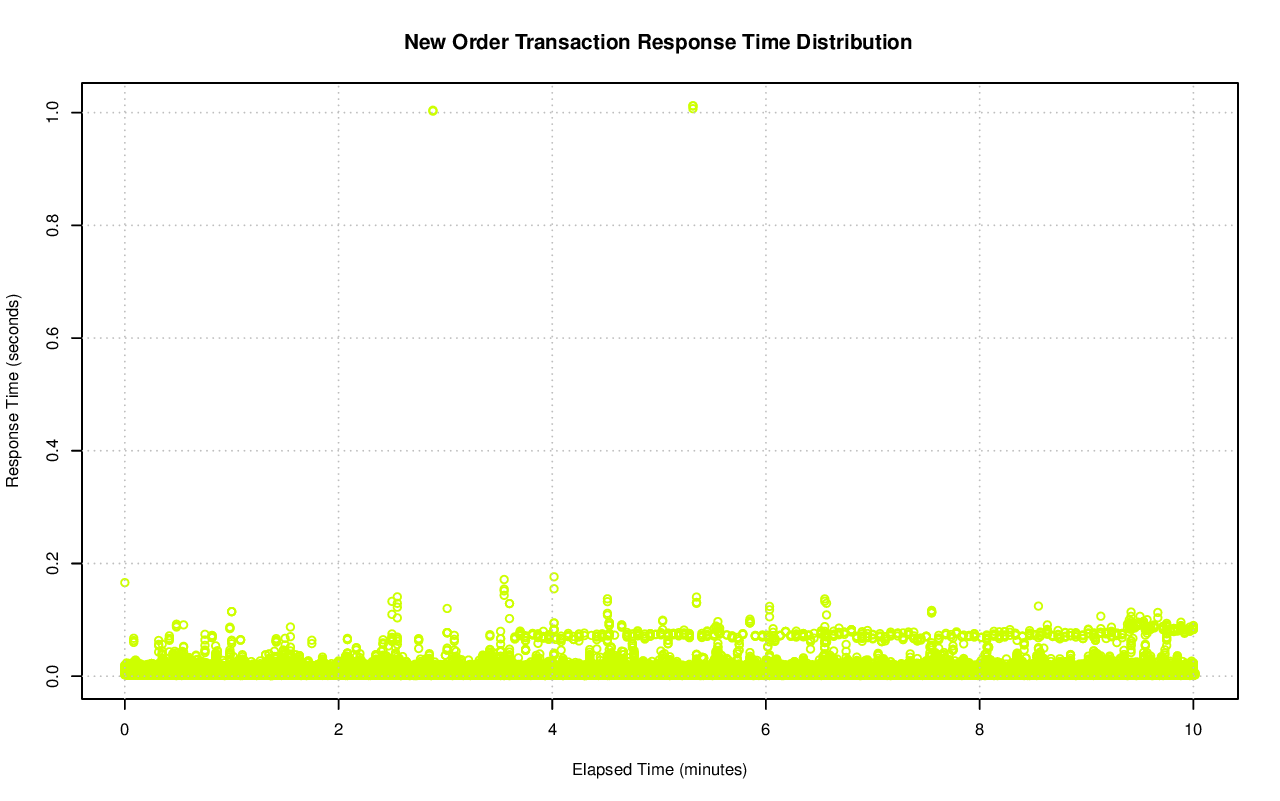 New Order Transaction Response Time Distribution
Response Time (seconds)
1.0
0.8
0.6
0.4
0.2
0.0
0 2 4 6 8 10
Elapsed Time (minutes)